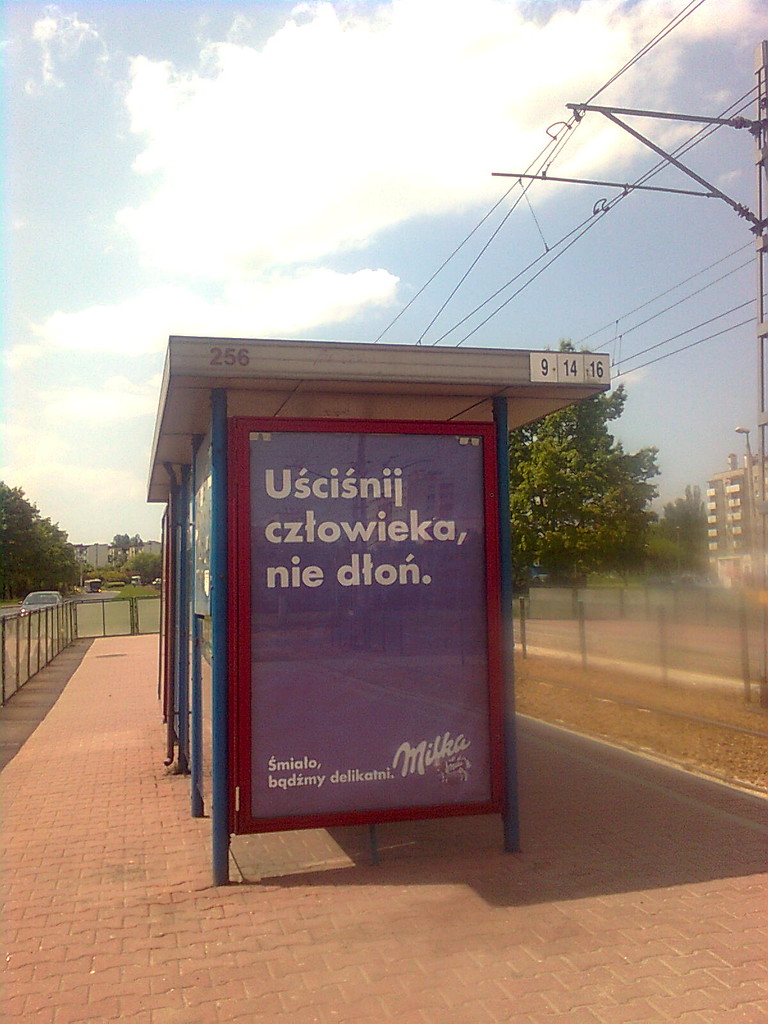 256
9 · 14 · 16
Uściśnij
człowieka,
nie dłoń.
Śmiało,
bądźmy delikatni.
Milka